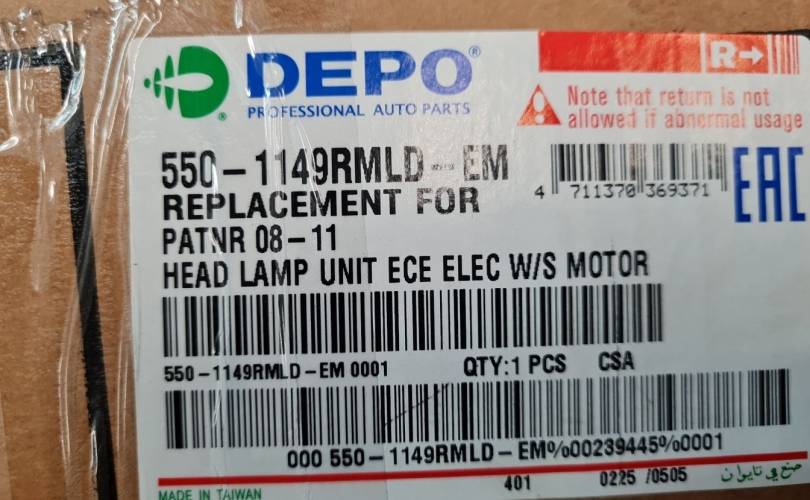 DEPO®
PROFESSIONAL AUTO PARTS
R→
Note that return is not
allowed if abnormal usage
550-1149RMLD-EM
4 711370 369371
EAC
REPLACEMENT FOR
PATNR 08-11
HEAD LAMP UNIT ECE ELEC W/S MOTOR
550-1149RMLD-EM 0001 QTY:1 PCS CSA
000 550-1149RMLD-EM%00239445%0001
MADE IN TAIWAN 401 0225 /0505 صنع في تايوان